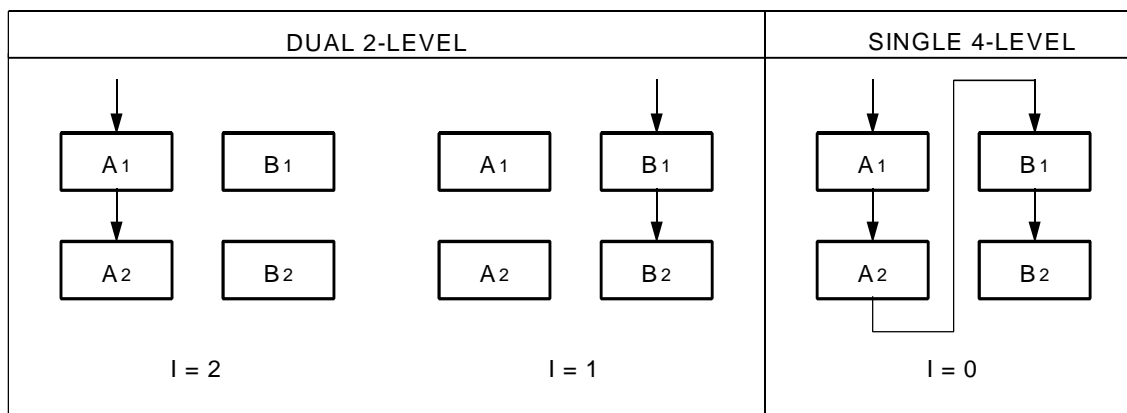 DUAL 2-LEVEL SINGLE 4-LEVEL
A1 B1 A1 B1 A1 B1
A2 B2 A2 B2 A2 B2
I = 2 I = 1 I = 0